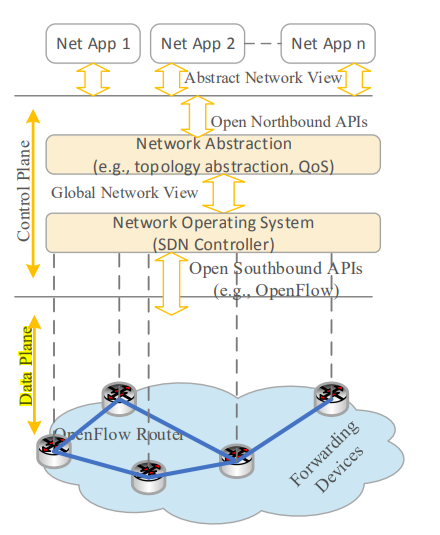 Net App 1
Net App 2
Net App n
Abstract Network View
Open Northbound APIs
Control Plane
Network Abstraction
(e.g., topology abstraction, QoS)
Global Network View
Network Operating System
(SDN Controller)
Open Southbound APIs
(e.g., OpenFlow)
Data Plane
OpenFlow Router
Forwarding
Devices